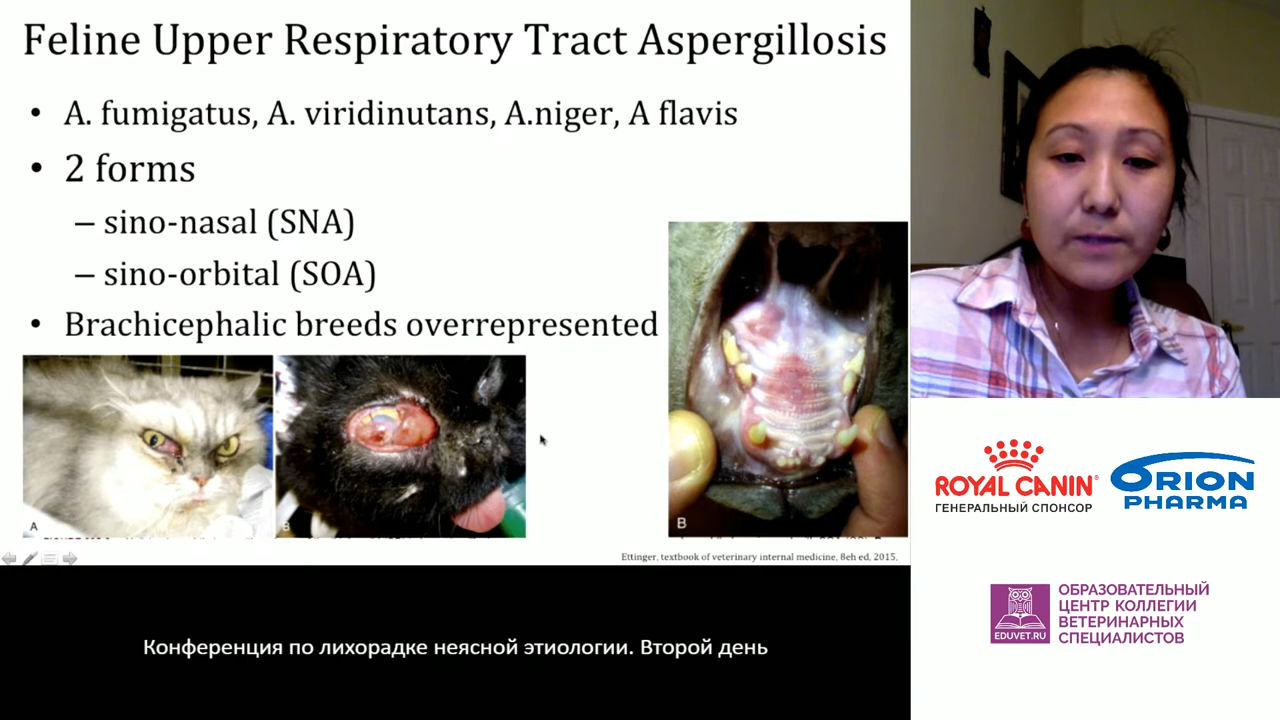 Feline Upper Respiratory Tract Aspergillosis
• A. fumigatus, A. viridinutans, A.niger, A flavis
• 2 forms
– sino-nasal (SNA)
– sino-orbital (SOA)
• Brachicephalic breeds overrepresented
A
B
B
Ettinger, textbook of veterinary internal medicine, 8eh ed, 2015,
Конференция по лихорадке неясной этиологии. Второй день
ROYAL CANIN®
ГЕНЕРАЛЬНЫЙ СПОНСОР
ORION
PHARMA
EDUVET.RU
ОБРАЗОВАТЕЛЬНЫЙ
ЦЕНТР КОЛЛЕГИИ
ВЕТЕРИНАРНЫХ
СПЕЦИАЛИСТОВ